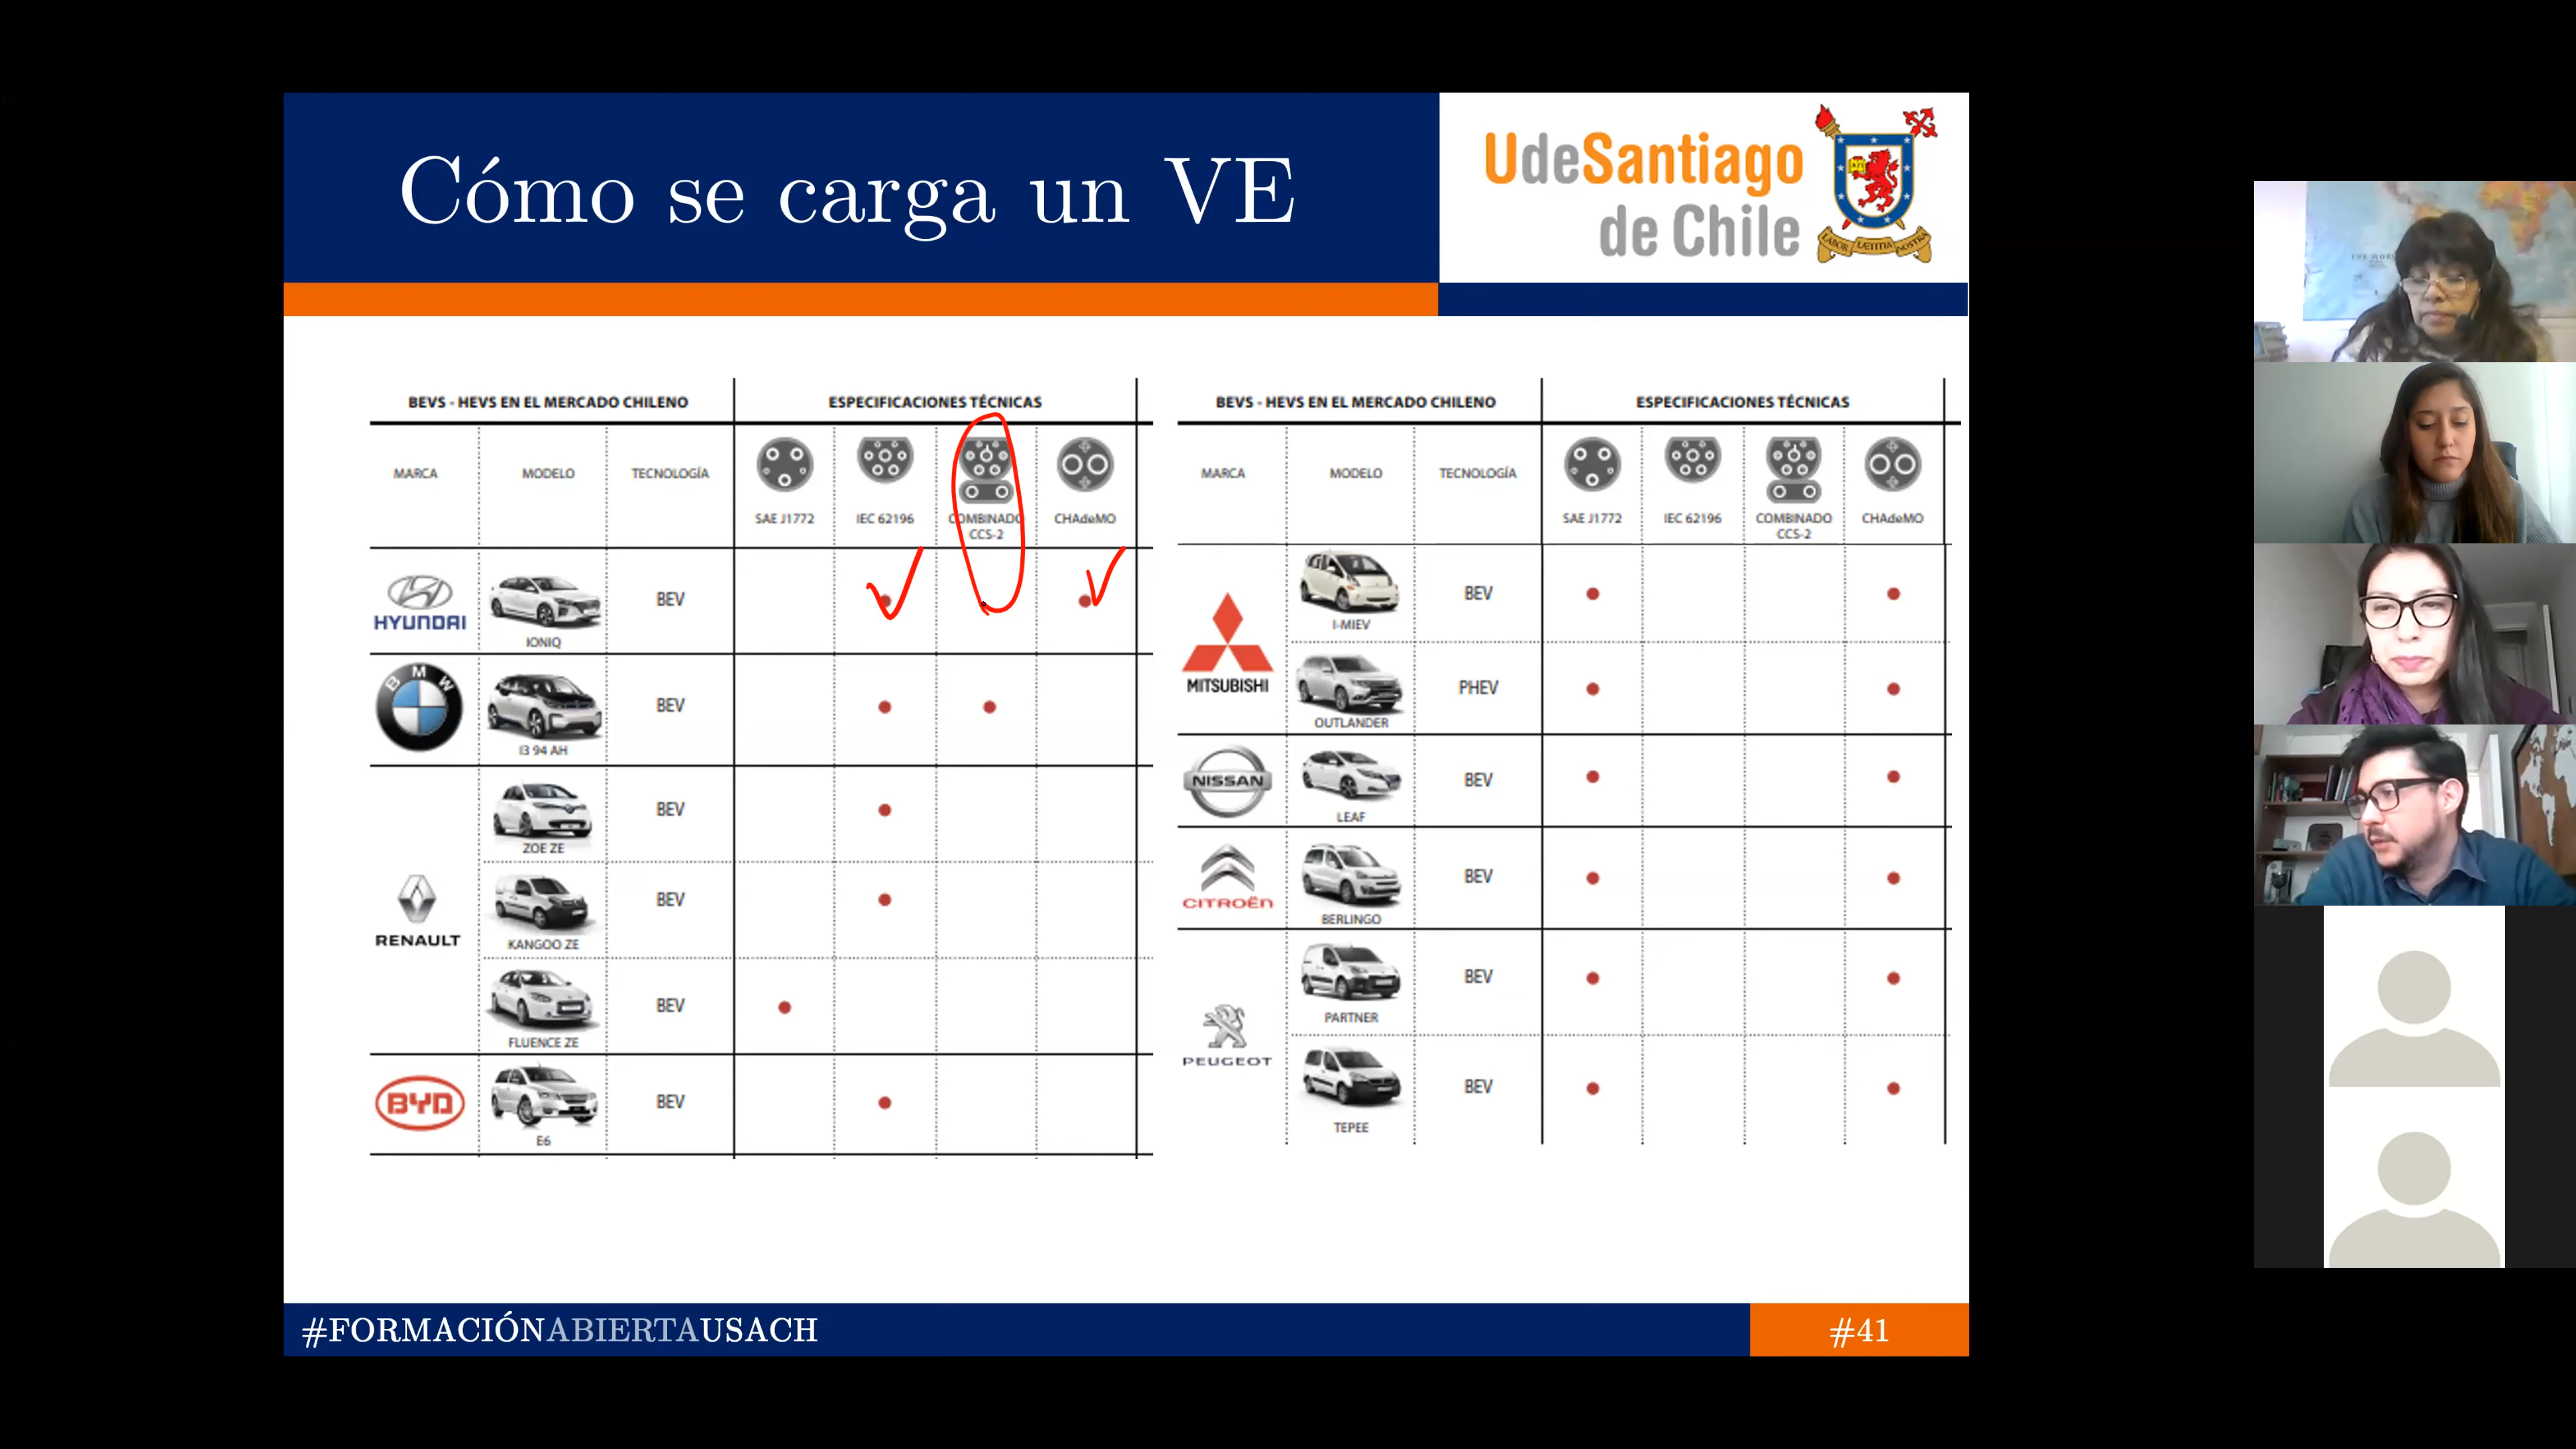 Cómo se carga un VE
UdeSantiago
de Chile
LABOR LÆTITIA NOSTRA
THE WOR
BEVS - HEVS EN EL MERCADO CHILENO
ESPECIFICACIONES TÉCNICAS
MARCA MODELO TECNOLOGÍA SAE J1772 IEC 62196 COMBINADO CCS-2 CHAdeMO
HYUNDAI
IONIQ
BEV
BMW
I3 94 AH
BEV
RENAULT
ZOE ZE
BEV
KANGOO ZE
BEV
FLUENCE ZE
BEV
BYD
E6
BEV
BEVS - HEVS EN EL MERCADO CHILENO
ESPECIFICACIONES TÉCNICAS
MARCA MODELO TECNOLOGÍA SAE J1772 IEC 62196 COMBINADO CCS-2 CHAdeMO
MITSUBISHI
I-MIEV
BEV
OUTLANDER
PHEV
NISSAN
LEAF
BEV
CITROËN
BERLINGO
BEV
PEUGEOT
PARTNER
BEV
TEPEE
BEV
#FORMACIÓNABIERTAUSACH
#41